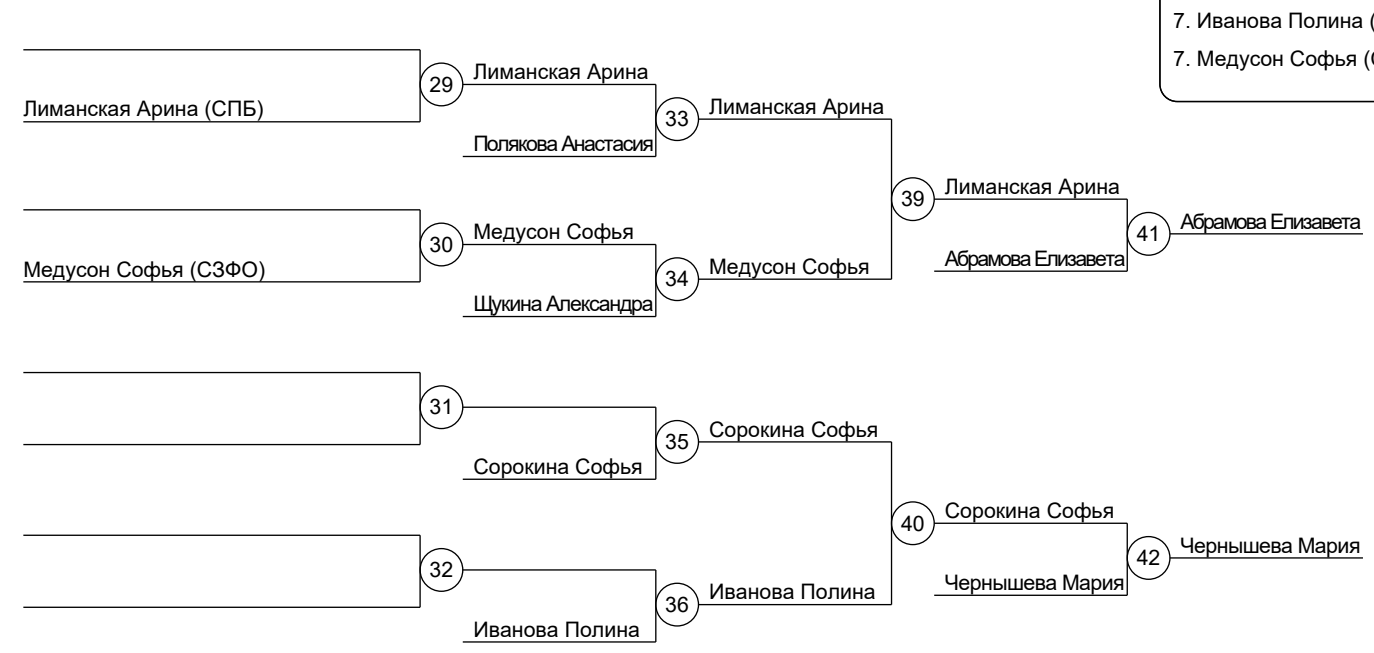 7. Иванова Полина (
7. Медусон Софья (
29
Лиманская Арина
Лиманская Арина (СПБ)
33
Лиманская Арина
Полякова Анастасия
39
Лиманская Арина
30
Медусон Софья
41
Абрамова Елизавета
Медусон Софья (СЗФО)
34
Медусон Софья
Абрамова Елизавета
Щукина Александра
31
35
Сорокина Софья
Сорокина Софья
40
Сорокина Софья
42
Чернышева Мария
32
Чернышева Мария
36
Иванова Полина
Иванова Полина